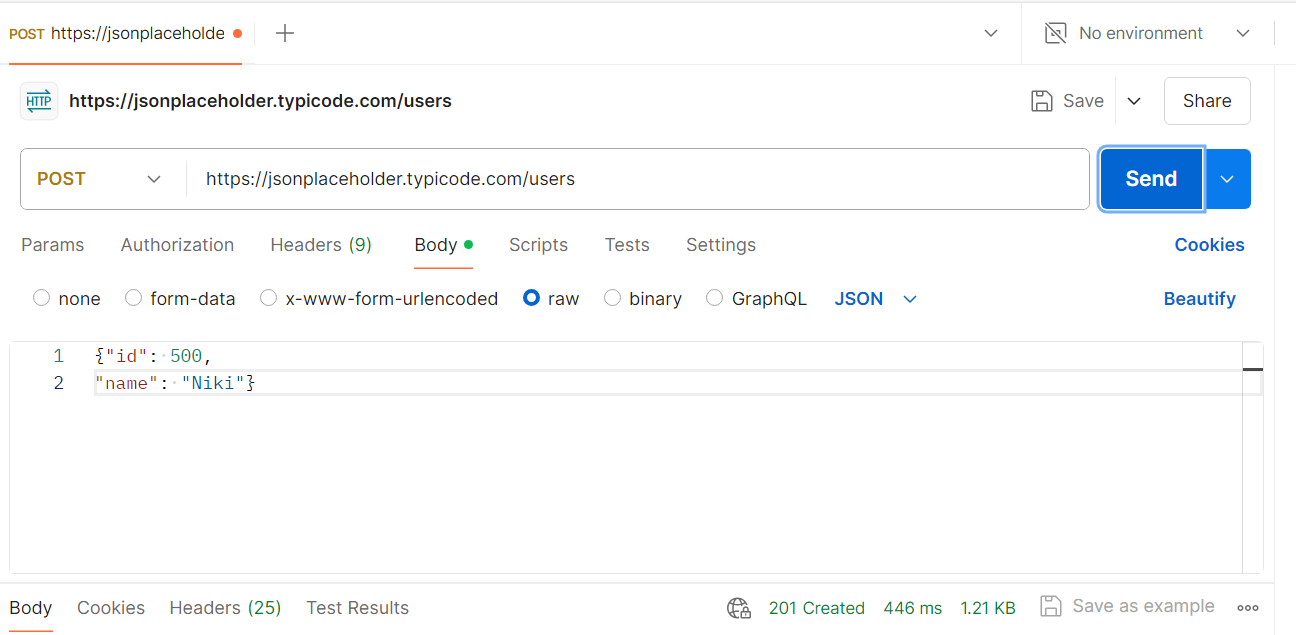 POST https://jsonplaceholde No environment
HTTP https://jsonplaceholder.typicode.com/users Save Share
POST https://jsonplaceholder.typicode.com/users Send
Params Authorization Headers (9) Body Scripts Tests Settings Cookies
none form-data x-www-form-urlencoded raw binary GraphQL JSON Beautify
1 {"id": 500,
2 "name": "Niki"}
Body Cookies Headers (25) Test Results 201 Created 446 ms 1.21 KB Save as example